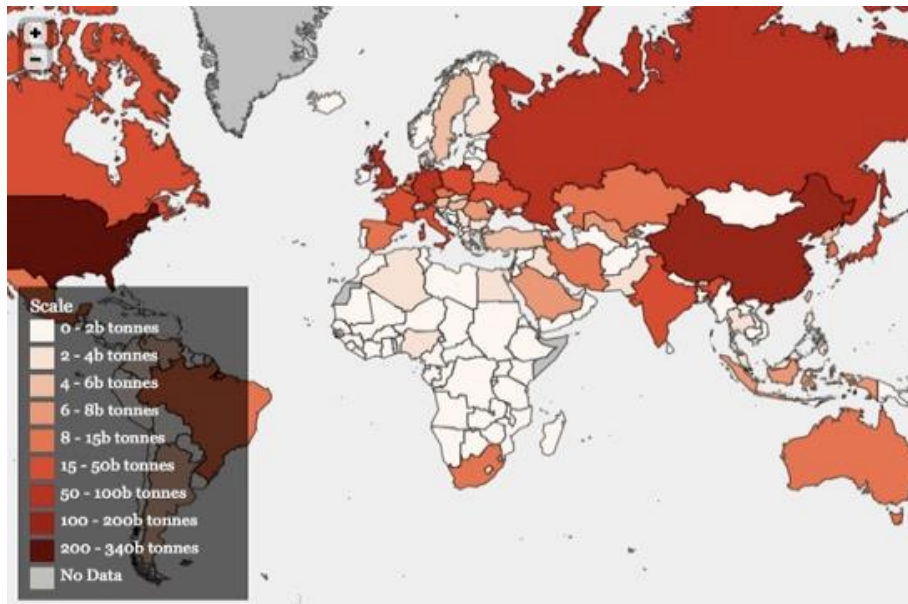 +
−
Scale
0 - 2b tonnes
2 - 4b tonnes
4 - 6b tonnes
6 - 8b tonnes
8 - 15b tonnes
15 - 50b tonnes
50 - 100b tonnes
100 - 200b tonnes
200 - 340b tonnes
No Data